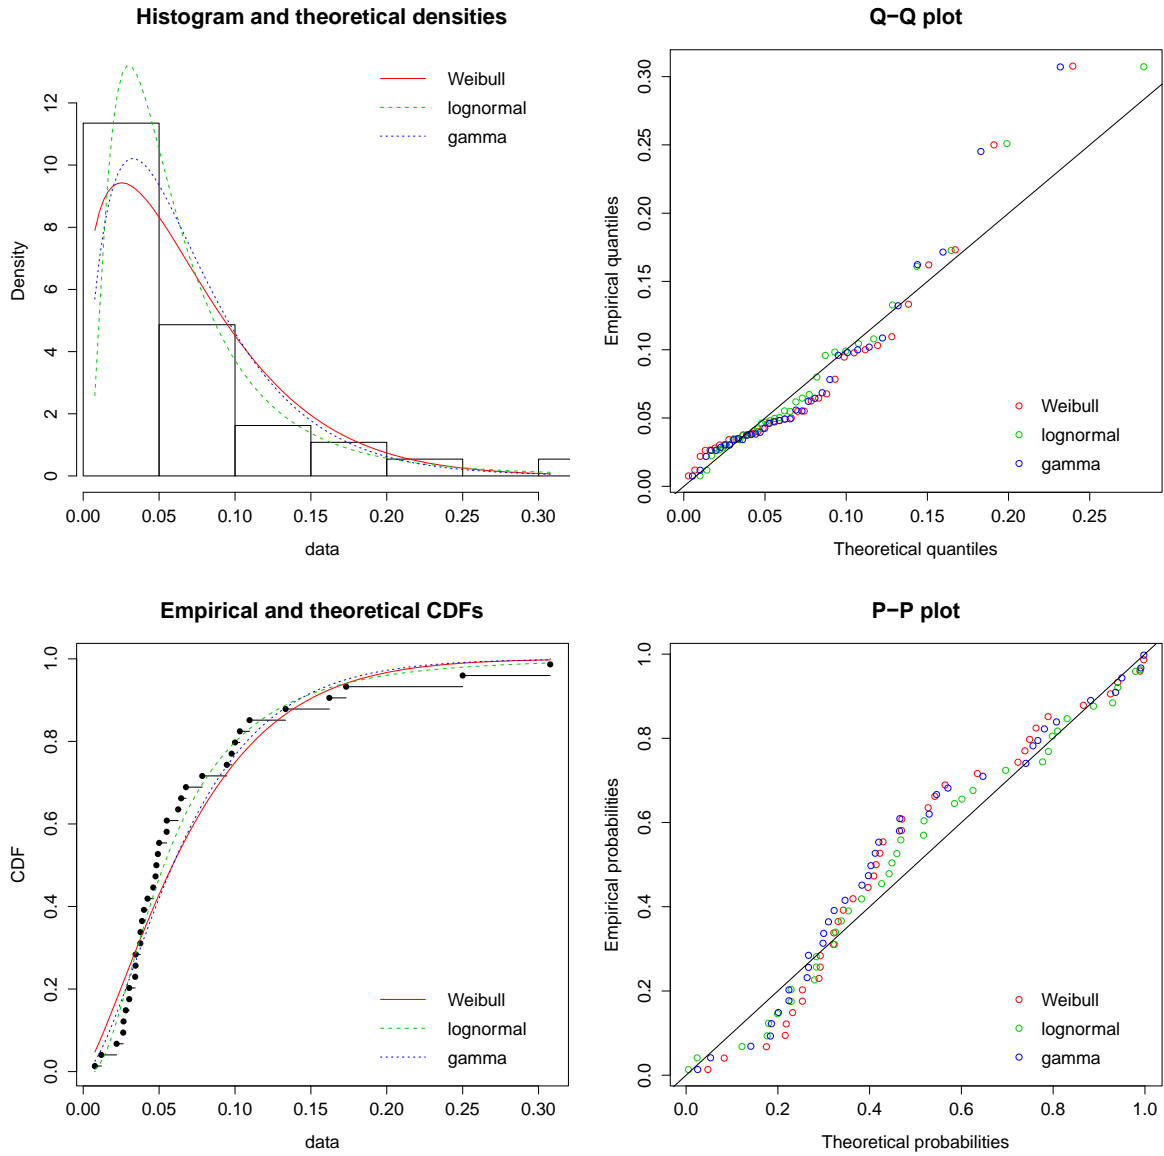 Histogram and theoretical densities
Weibull
lognormal
gamma
Density
0 2 4 6 8 10 12
0.00 0.05 0.10 0.15 0.20 0.25 0.30
data
Q−Q plot
Empirical quantiles
0.00 0.05 0.10 0.15 0.20 0.25 0.30
Weibull
lognormal
gamma
0.00 0.05 0.10 0.15 0.20 0.25
Theoretical quantiles
Empirical and theoretical CDFs
CDF
0.0 0.2 0.4 0.6 0.8 1.0
Weibull
lognormal
gamma
0.00 0.05 0.10 0.15 0.20 0.25 0.30
data
P−P plot
Empirical probabilities
0.0 0.2 0.4 0.6 0.8 1.0
Weibull
lognormal
gamma
0.0 0.2 0.4 0.6 0.8 1.0
Theoretical probabilities